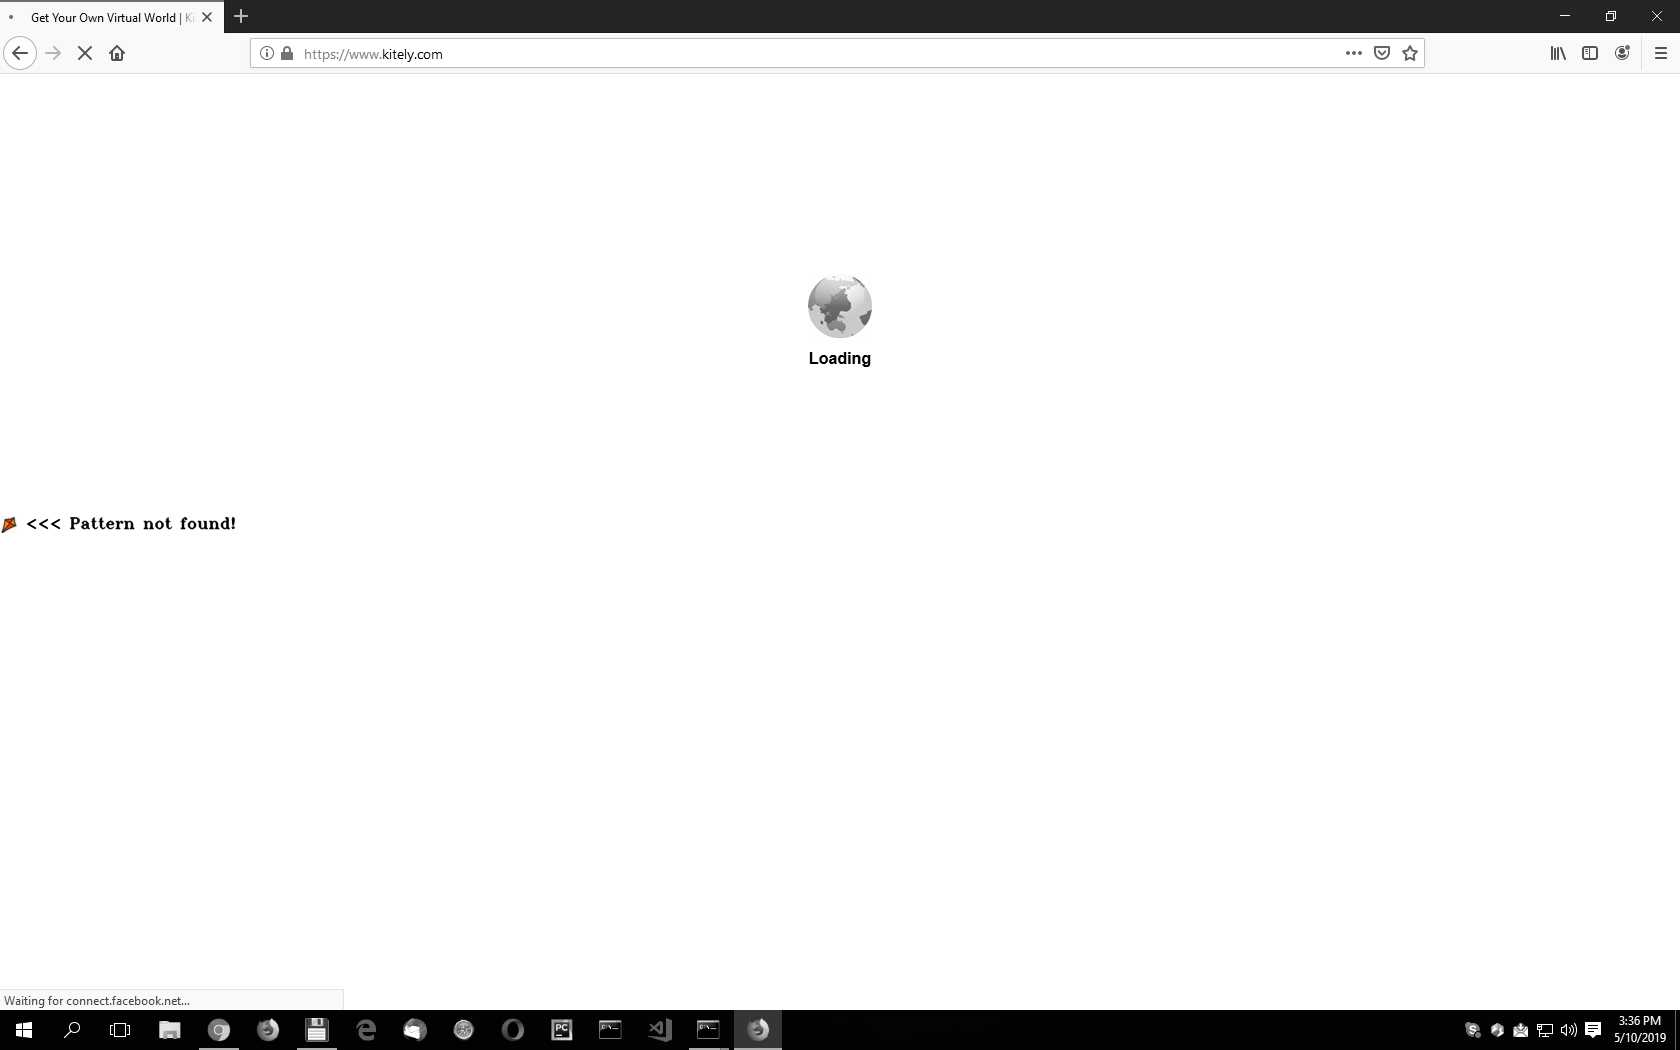 Get Your Own Virtual World | Ki
https://www.kitely.com
Loading
<<< Pattern not found!
Waiting for connect.facebook.net...
PC
C:\_
C:\_
3:36 PM
5/10/2019